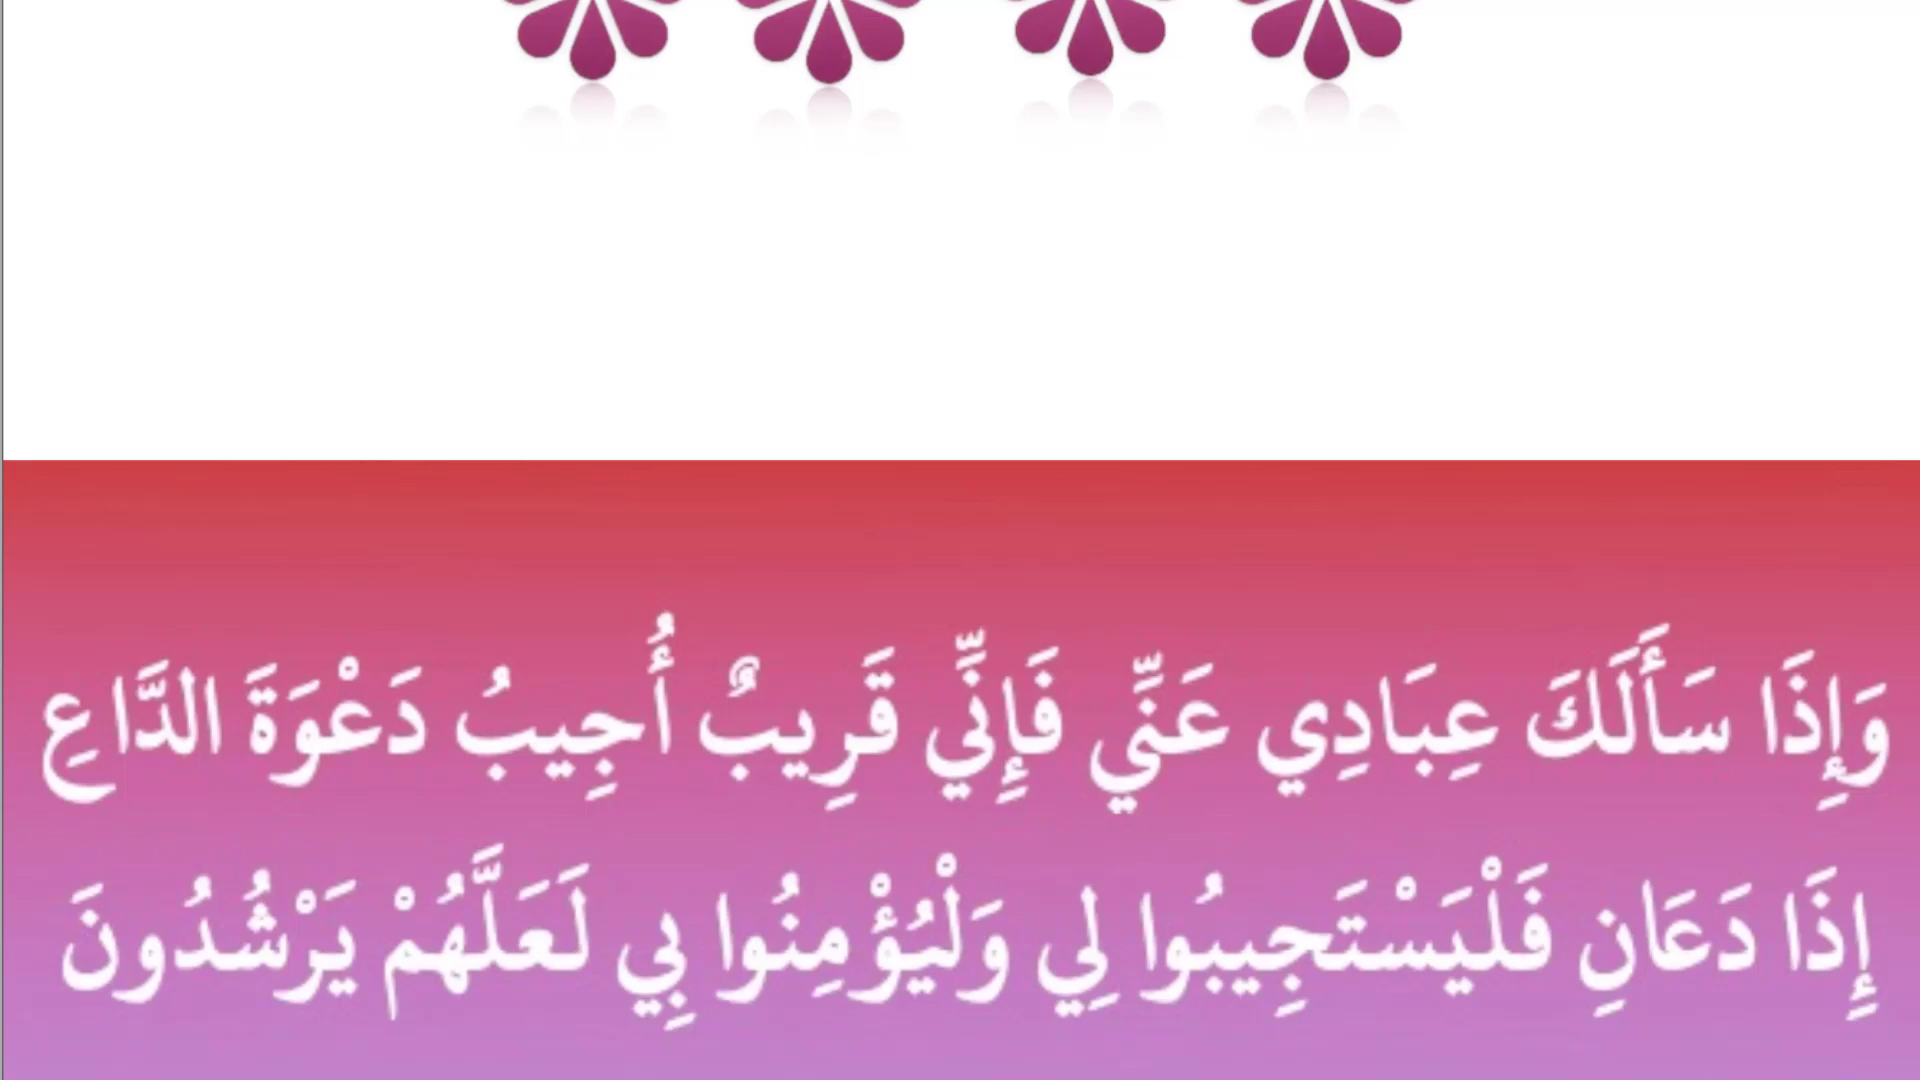 وَإِذَا سَأَلَكَ عِبَادِي عَنِّي فَإِنِّي قَرِيبٌ أُجِيبُ دَعْوَةَ الدَّاعِ
إِذَا دَعَانِ فَلْيَسْتَجِيبُوا لِي وَلْيُؤْمِنُوا بِي لَعَلَّهُمْ يَرْشُدُونَ